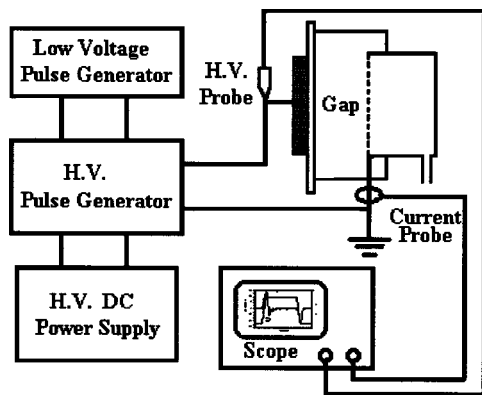 Low Voltage
Pulse Generator
H.V.
Probe
Gap
H.V.
Pulse Generator
Current
Probe
H.V. DC
Power Supply
Scope